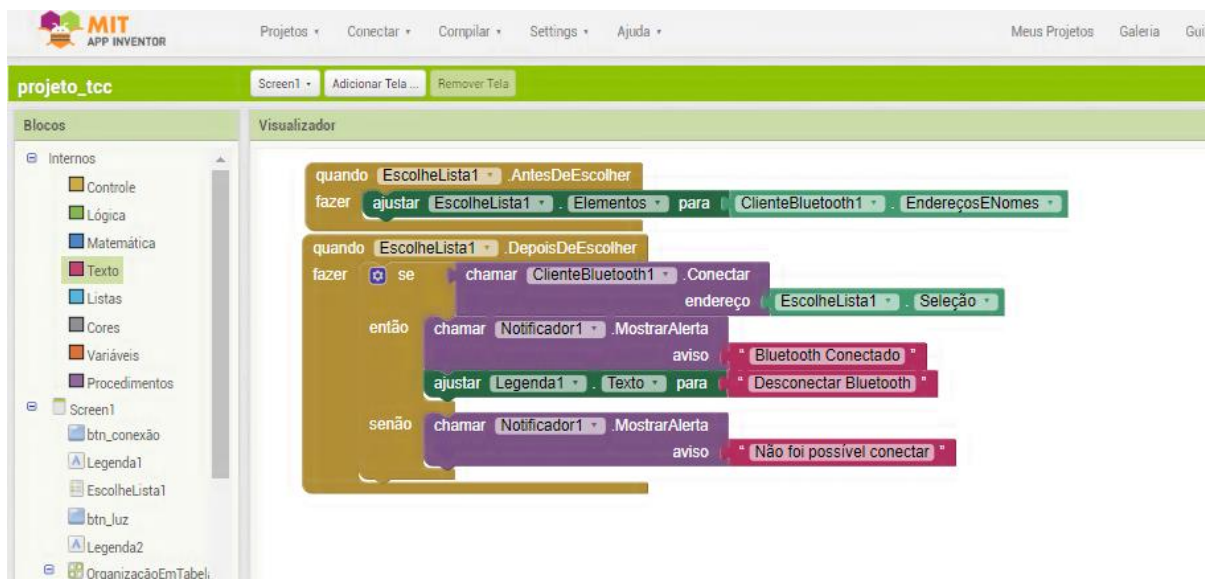 MIT
APP INVENTOR
Projetos Conectar Compilar Settings Ajuda Meus Projetos Galeria Gui
projeto_tcc Screen1 Adicionar Tela ... Remover Tela
Blocos
Internos
Controle
Lógica
Matemática
Texto
Listas
Cores
Variáveis
Procedimentos
Screen1
btn_conexão
Legenda1
EscolheLista1
btn_luz
Legenda2
OrganizaçãoEmTabela
Visualizador
quando EscolheLista1 .AntesDeEscolher
fazer ajustar EscolheLista1 . Elementos para ClienteBluetooth1 . EndereçosENomes
quando EscolheLista1 .DepoisDeEscolher
fazer se chamar ClienteBluetooth1 .Conectar
endereço EscolheLista1 . Seleção
então chamar Notificador1 .MostrarAlerta
aviso " Bluetooth Conectado "
ajustar Legenda1 . Texto para " Desconectar Bluetooth "
senão chamar Notificador1 .MostrarAlerta
aviso " Não foi possível conectar "